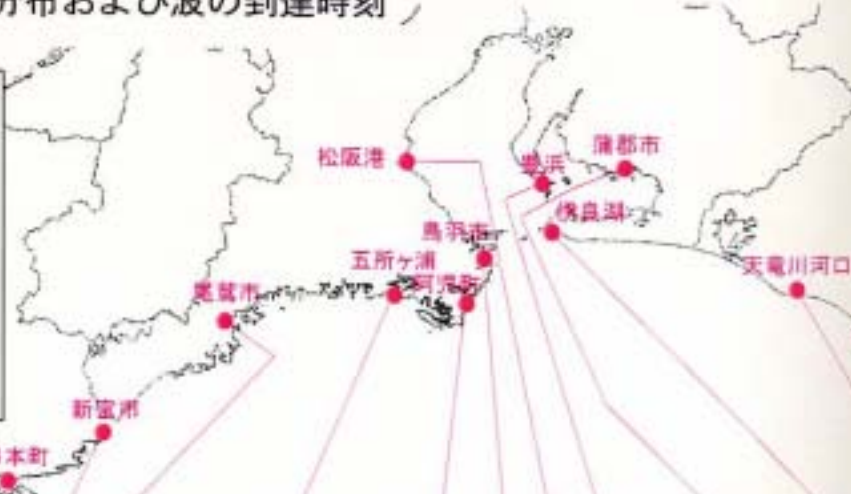 布および波の到達時刻
松阪港
蒲郡市
豊浜
伊良湖
鳥羽市
五所ヶ浦
阿児町
天竜川河口
尾鷲市
新宮市
本町